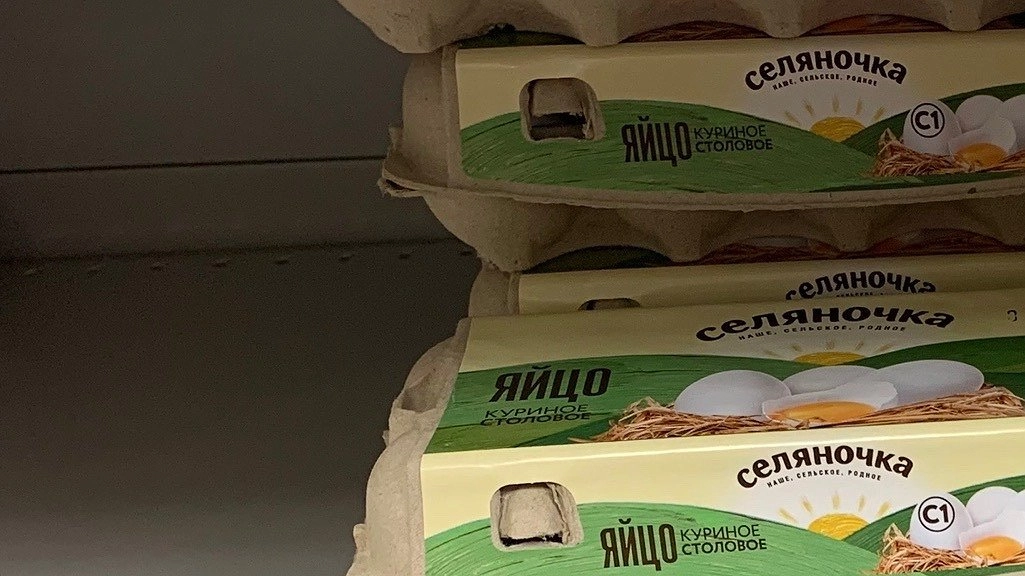 селяночка
НАШЕ, СЕЛЬСКОЕ, РОДНОЕ
С1
ЯЙЦО КУРИНОЕ
СТОЛОВОЕ
селяночка
селяночка
НАШЕ, СЕЛЬСКОЕ, РОДНОЕ
ЯЙЦО
КУРИНОЕ
СТОЛОВОЕ
селяночка
НАШЕ, СЕЛЬСКОЕ, РОДНОЕ
С1
ЯЙЦО КУРИНОЕ
СТОЛОВОЕ